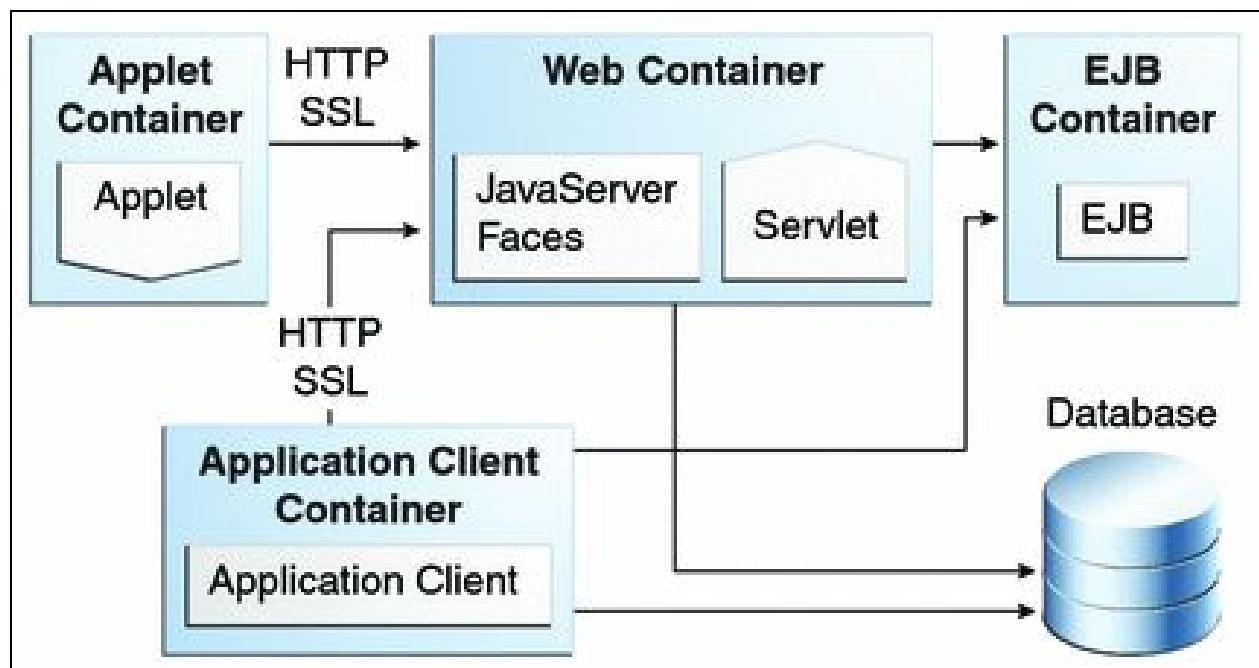 Applet
Container
Applet
HTTP
SSL
Web Container
JavaServer
Faces
Servlet
EJB
Container
EJB
HTTP
SSL
Application Client
Container
Application Client
Database